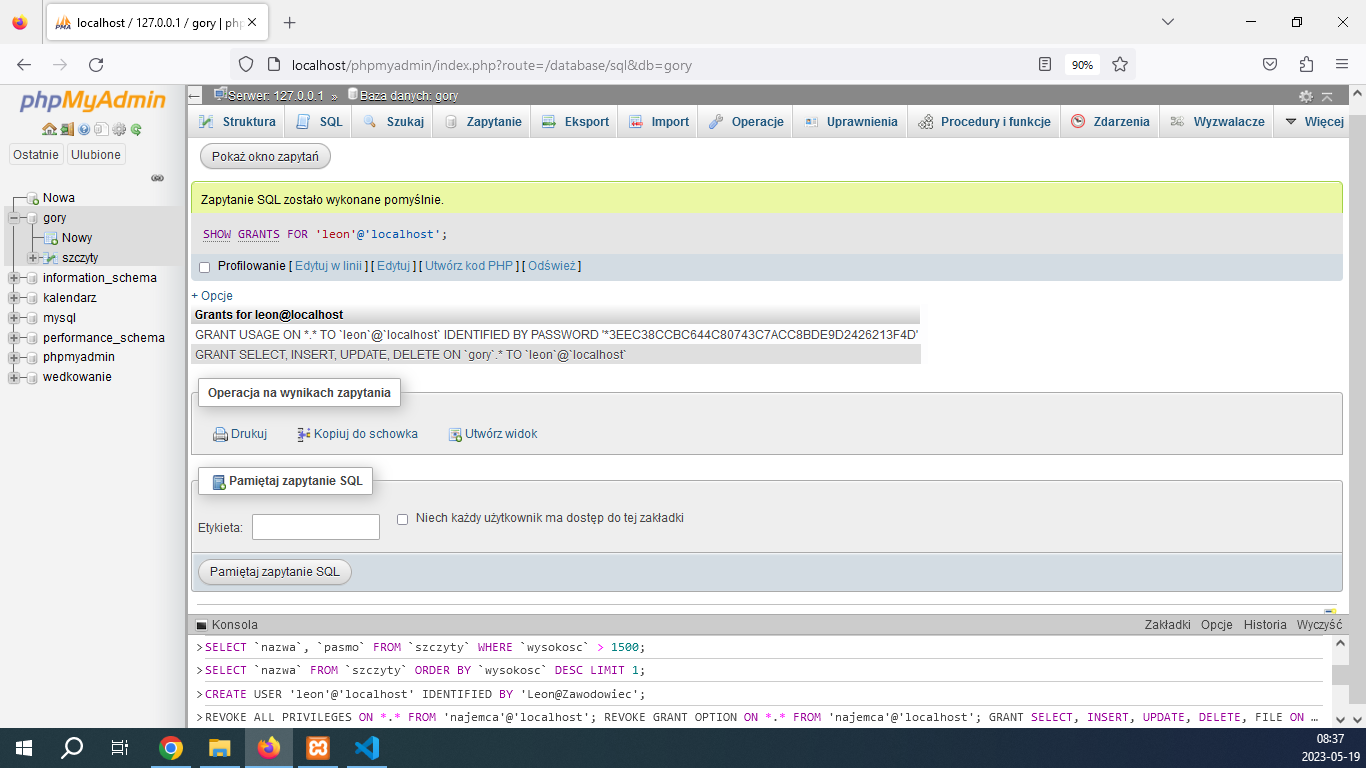 localhost / 127.0.0.1 / gory | php
localhost/phpmyadmin/index.php?route=/database/sql&db=gory
90%
phpMyAdmin
Ostatnie
Ulubione
Nowa
gory
Nowy
szczyty
information_schema
kalendarz
mysql
performance_schema
phpmyadmin
wedkowanie
Serwer: 127.0.0.1 » Baza danych: gory
Struktura
SQL
Szukaj
Zapytanie
Eksport
Import
Operacje
Uprawnienia
Procedury i funkcje
Zdarzenia
Wyzwalacze
Więcej
Pokaż okno zapytań
Zapytanie SQL zostało wykonane pomyślnie.
SHOW GRANTS FOR 'leon'@'localhost';
Profilowanie [ Edytuj w linii ] [ Edytuj ] [ Utwórz kod PHP ] [ Odśwież ]
+ Opcje
Grants for leon@localhost
GRANT USAGE ON *.* TO `leon`@`localhost` IDENTIFIED BY PASSWORD '*3EEC38CCBC644C80743C7ACC8BDE9D2426213F4D'
GRANT SELECT, INSERT, UPDATE, DELETE ON `gory`.* TO `leon`@`localhost`
Operacja na wynikach zapytania
Drukuj
Kopiuj do schowka
Utwórz widok
Pamiętaj zapytanie SQL
Etykieta:
Niech każdy użytkownik ma dostęp do tej zakładki
Pamiętaj zapytanie SQL
Konsola
Zakładki
Opcje
Historia
Wyczyść
>SELECT `nazwa`, `pasmo` FROM `szczyty` WHERE `wysokosc` > 1500;
>SELECT `nazwa` FROM `szczyty` ORDER BY `wysokosc` DESC LIMIT 1;
>CREATE USER 'leon'@'localhost' IDENTIFIED BY 'Leon@Zawodowiec';
>REVOKE ALL PRIVILEGES ON *.* FROM 'najemca'@'localhost'; REVOKE GRANT OPTION ON *.* FROM 'najemca'@'localhost'; GRANT SELECT, INSERT, UPDATE, DELETE, FILE ON …
08:37
2023-05-19